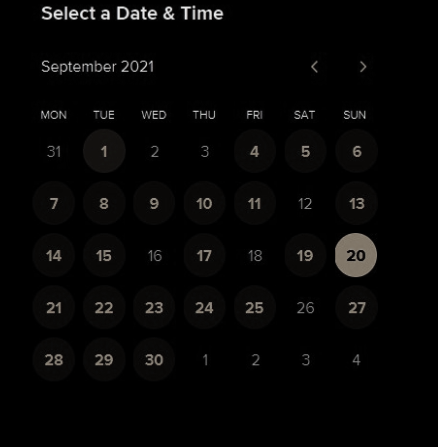 Select a Date & Time
September 2021
MON TUE WED THU FRI SAT SUN
31 1 2 3 4 5 6
7 8 9 10 11 12 13
14 15 16 17 18 19 20
21 22 23 24 25 26 27
28 29 30 1 2 3 4